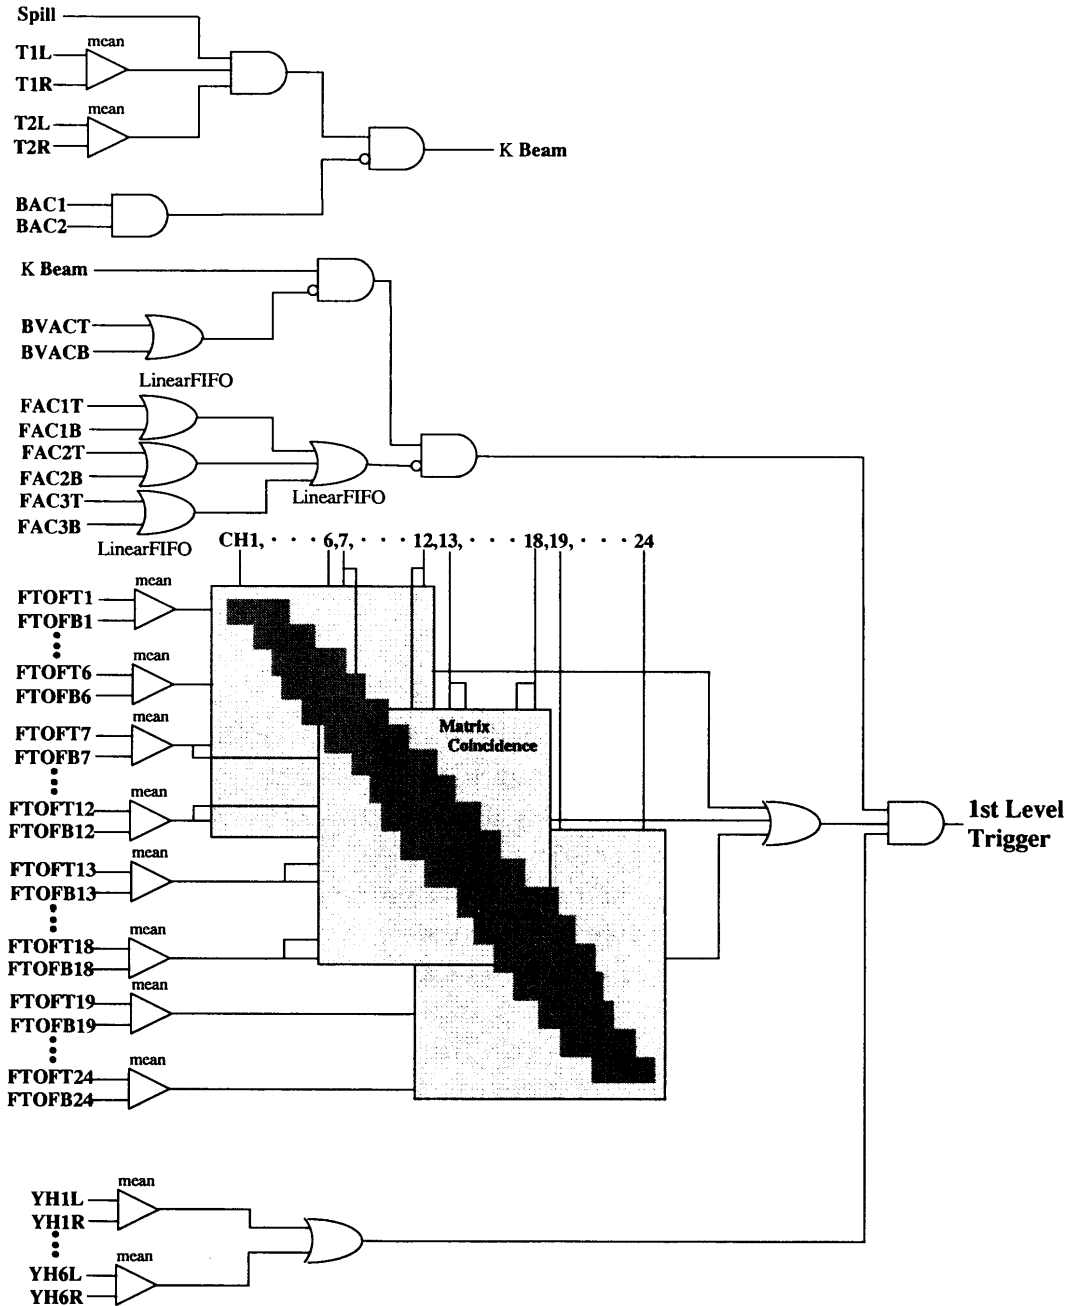 Spill
mean
T1L
T1R
mean
T2L
T2R
K Beam
BAC1
BAC2
K Beam
BVACT
BVACB
LinearFIFO
FAC1T
FAC1B
FAC2T
FAC2B
FAC3T
FAC3B
LinearFIFO
LinearFIFO
CH1, · · · · 6,7, · · · · 12,13, · · · 18,19, · · · 24
mean
FTOFT1
FTOFB1
mean
FTOFT6
FTOFB6
mean
FTOFT7
FTOFB7
Matrix
Coincidence
mean
FTOFT12
FTOFB12
1st Level
Trigger
mean
FTOFT13
FTOFB13
mean
FTOFT18
FTOFB18
mean
FTOFT19
FTOFB19
mean
FTOFT24
FTOFB24
mean
YH1L
YH1R
mean
YH6L
YH6R